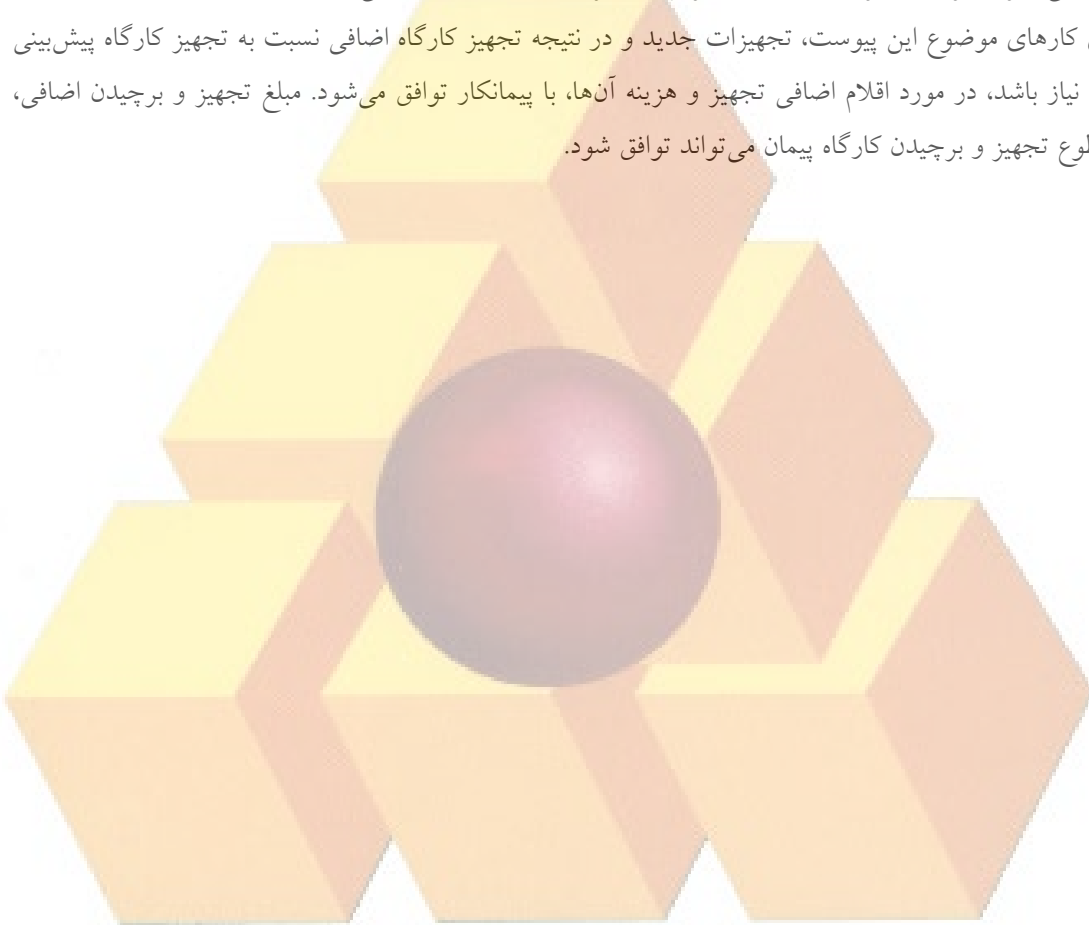 کارهای موضوع این پیوست، تجهیزات جدید و در نتیجه تجهیز کارگاه اضافی نسبت به تجهیز کارگاه پیش‌بینی
نیاز باشد، در مورد اقلام اضافی تجهیز و هزینه آن‌ها، با پیمانکار توافق می‌شود. مبلغ تجهیز و برچیدن اضافی،
تجهیز و برچیدن کارگاه پیمان می‌تواند توافق شود.